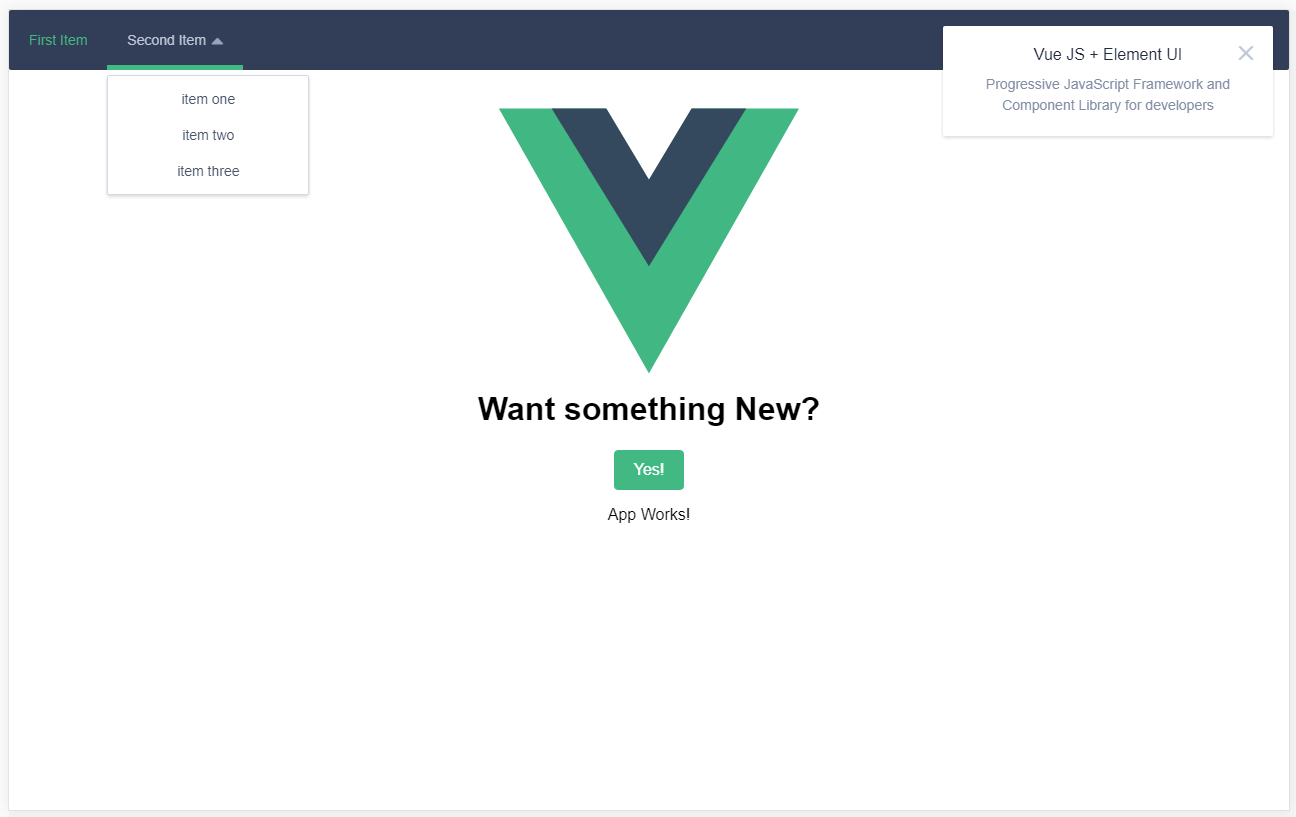 First Item
Second Item
item one
item two
item three
Vue JS + Element UI
Progressive JavaScript Framework and
Component Library for developers
Want something New?
Yes!
App Works!